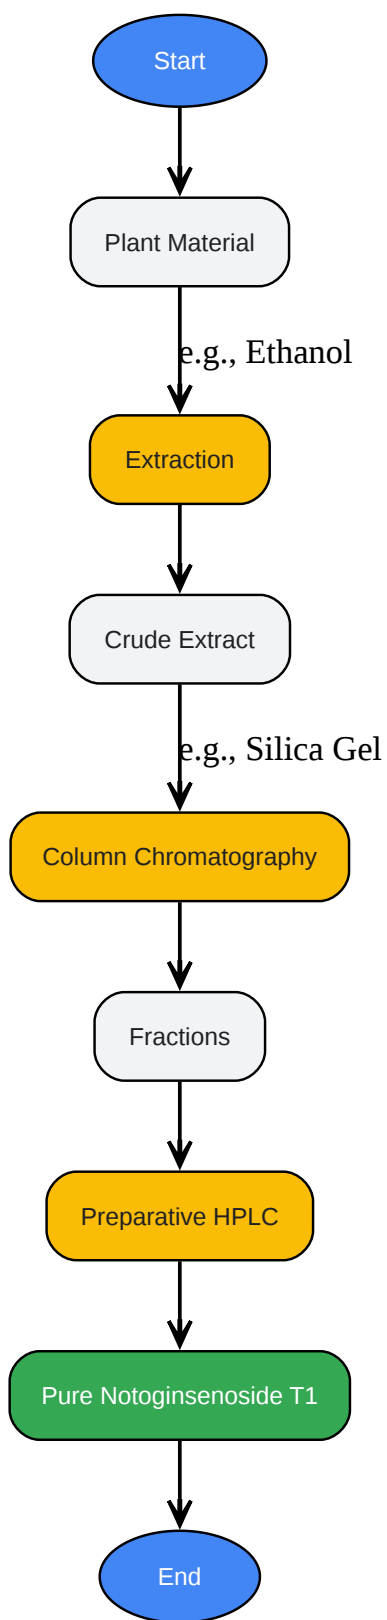 Start
Plant Material
e.g., Ethanol
Extraction
Crude Extract
e.g., Silica Gel
Column Chromatography
Fractions
Preparative HPLC
Pure Notoginsenoside T1
End